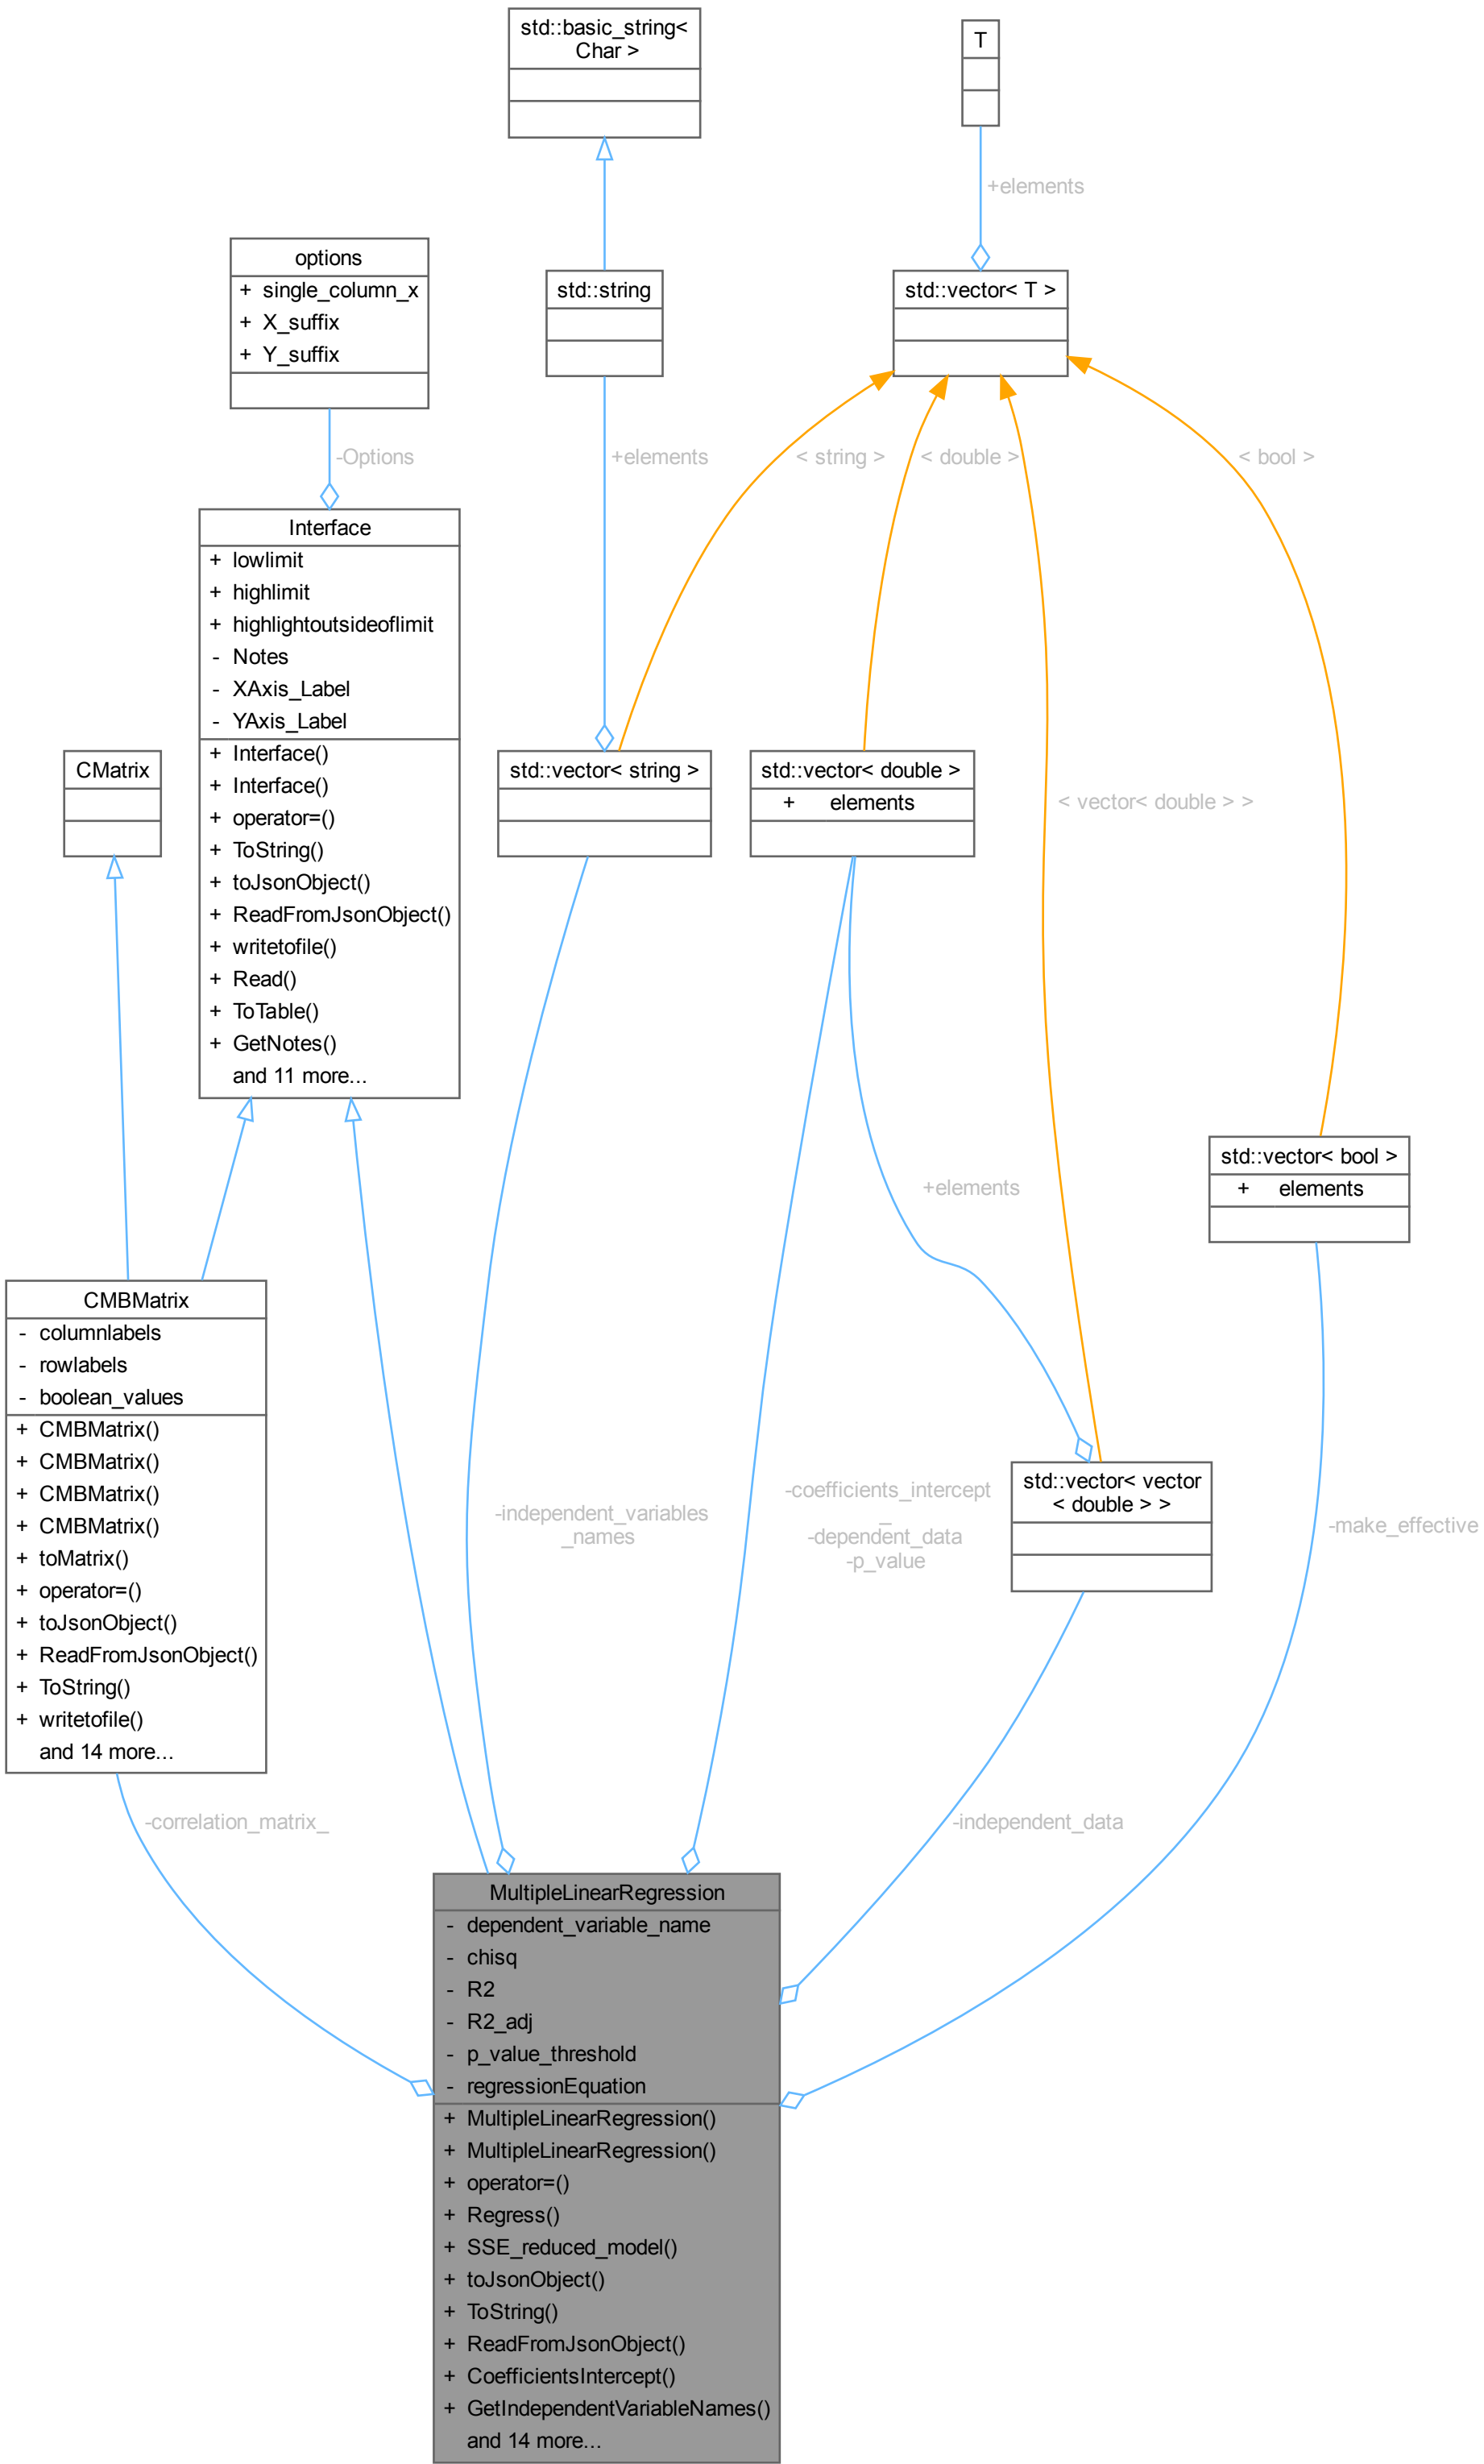 std::basic_string<
Char >
T
+elements
options
+ single_column_x
+ X_suffix
+ Y_suffix
std::string
std::vector< T >
-Options
+elements
< string >
< double >
< bool >
Interface
+ lowlimit
+ highlimit
+ highlightoutsideoflimit
- Notes
- XAxis_Label
- YAxis_Label
+ Interface()
+ Interface()
+ operator=()
+ ToString()
+ toJsonObject()
+ ReadFromJsonObject()
+ writetofile()
+ Read()
+ ToTable()
+ GetNotes()
and 11 more...
CMatrix
std::vector< string >
std::vector< double >
+ elements
< vector< double > >
std::vector< bool >
+ elements
+elements
CMBMatrix
- columnlabels
- rowlabels
- boolean_values
+ CMBMatrix()
+ CMBMatrix()
+ CMBMatrix()
+ CMBMatrix()
+ toMatrix()
+ operator=()
+ toJsonObject()
+ ReadFromJsonObject()
+ ToString()
+ writetofile()
and 14 more...
std::vector< vector
< double > >
-independent_variables
_names
-coefficients_intercept
_
-dependent_data
-p_value
-make_effective
-correlation_matrix_
-independent_data
MultipleLinearRegression
- dependent_variable_name
- chisq
- R2
- R2_adj
- p_value_threshold
- regressionEquation
+ MultipleLinearRegression()
+ MultipleLinearRegression()
+ operator=()
+ Regress()
+ SSE_reduced_model()
+ toJsonObject()
+ ToString()
+ ReadFromJsonObject()
+ CoefficientsIntercept()
+ GetIndependentVariableNames()
and 14 more...